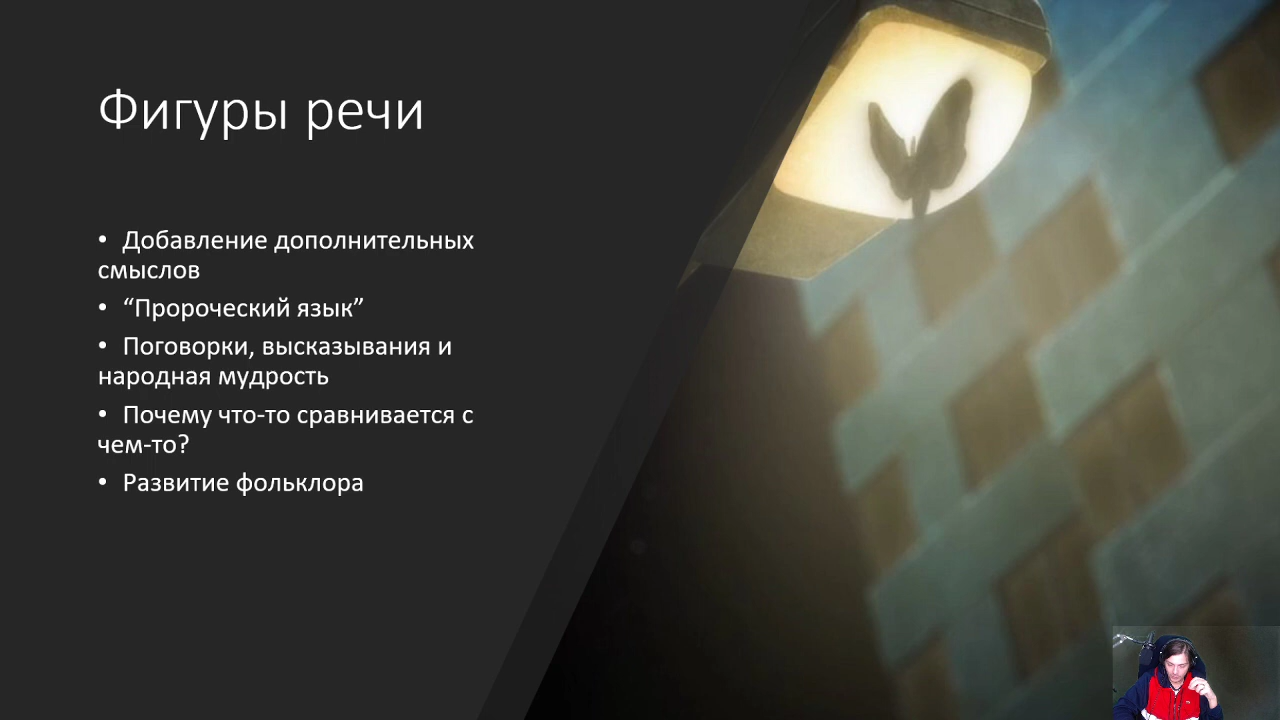 Фигуры речи
• Добавление дополнительных
смыслов
• “Пророческий язык”
• Поговорки, высказывания и
народная мудрость
• Почему что-то сравнивается с
чем-то?
• Развитие фольклора